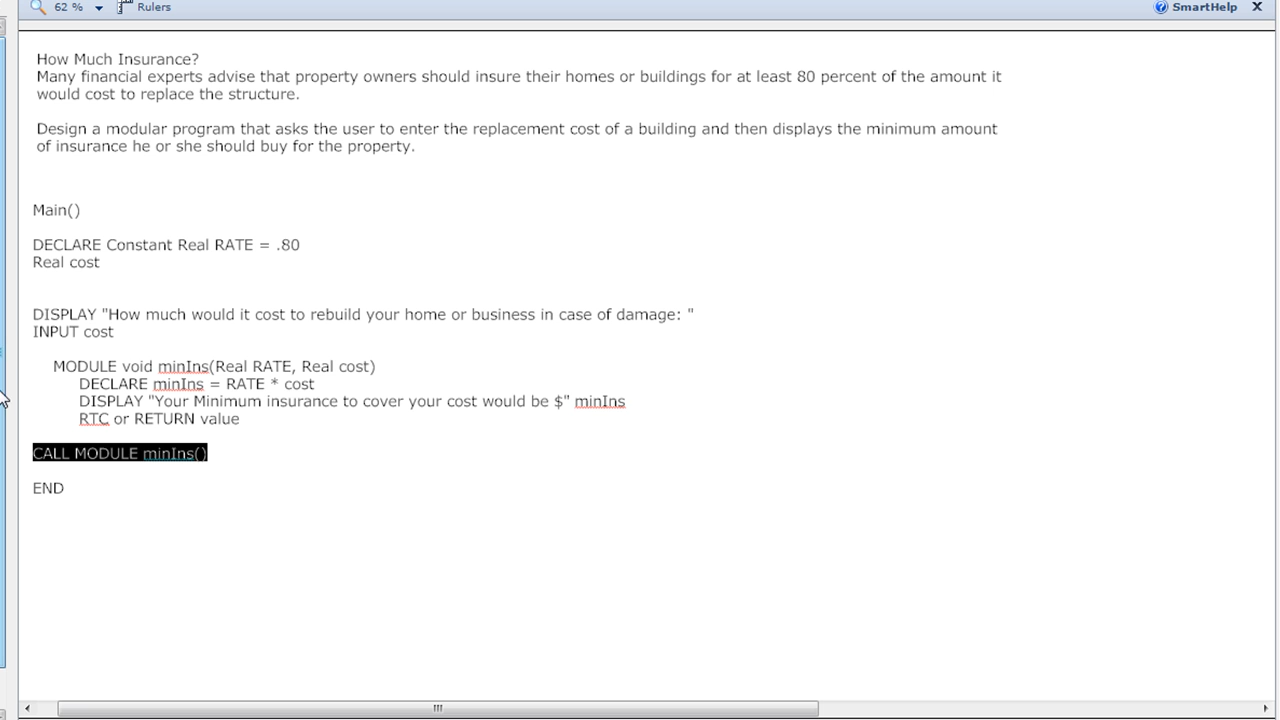 62 %
Rulers
SmartHelp X
How Much Insurance?
Many financial experts advise that property owners should insure their homes or buildings for at least 80 percent of the amount it
would cost to replace the structure.
Design a modular program that asks the user to enter the replacement cost of a building and then displays the minimum amount
of insurance he or she should buy for the property.
Main()
DECLARE Constant Real RATE = .80
Real cost
DISPLAY "How much would it cost to rebuild your home or business in case of damage: "
INPUT cost
MODULE void minIns(Real RATE, Real cost)
DECLARE minIns = RATE * cost
DISPLAY "Your Minimum insurance to cover your cost would be $" minIns
RTC or RETURN value
CALL MODULE minIns()
END